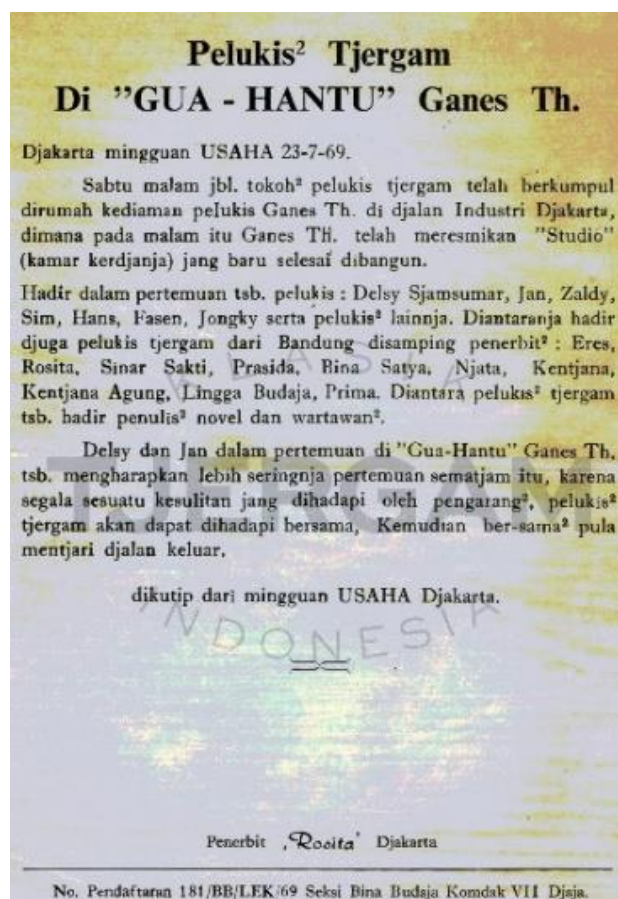 Pelukis² Tjergam
Di "GUA - HANTU" Ganes Th.
Djakarta mingguan USAHA 23-7-69.
Sabtu malam jbl. tokoh² pelukis tjergam telah berkumpul
dirumah kediaman pelukis Ganes Th. di djalan Industri Djakarta,
dimana pada malam itu Ganes TH. telah meresmikan "Studio"
(kamar kerdjanja) jang baru selesai dibangun.
Hadir dalam pertemuan tsb. pelukis : Delsy Sjamsumar, Jan, Zaldy,
Sim, Hans, Fasen, Jongky serta pelukis² lainnja. Diantaranja hadir
djuga pelukis tjergam dari Bandung disamping penerbit² : Eres,
Rosita, Sinar Sakti, Prasida, Bina Satya, Njata, Kentjana,
Kentjana Agung, Lingga Budaja, Prima. Diantara pelukis² tjergam
tsb. hadir penulis² novel dan wartawan².
Delsy dan Jan dalam pertemuan di "Gua-Hantu" Ganes Th.
tsb. mengharapkan lebih seringnja pertemuan sematjam itu, karena
segala sesuatu kesulitan jang dihadapi oleh pengarang², pelukis²
tjergam akan dapat dihadapi bersama, Kemudian ber-sama² pula
mentjari djalan keluar.
dikutip dari mingguan USAHA Djakarta.
KLASIK
TJERGAM
INDONESIA
Penerbit „Rosita" Djakarta
No. Pendaftaran 181/BB/LEK/69 Seksi Bina Budaja Komdak VII Djaja.